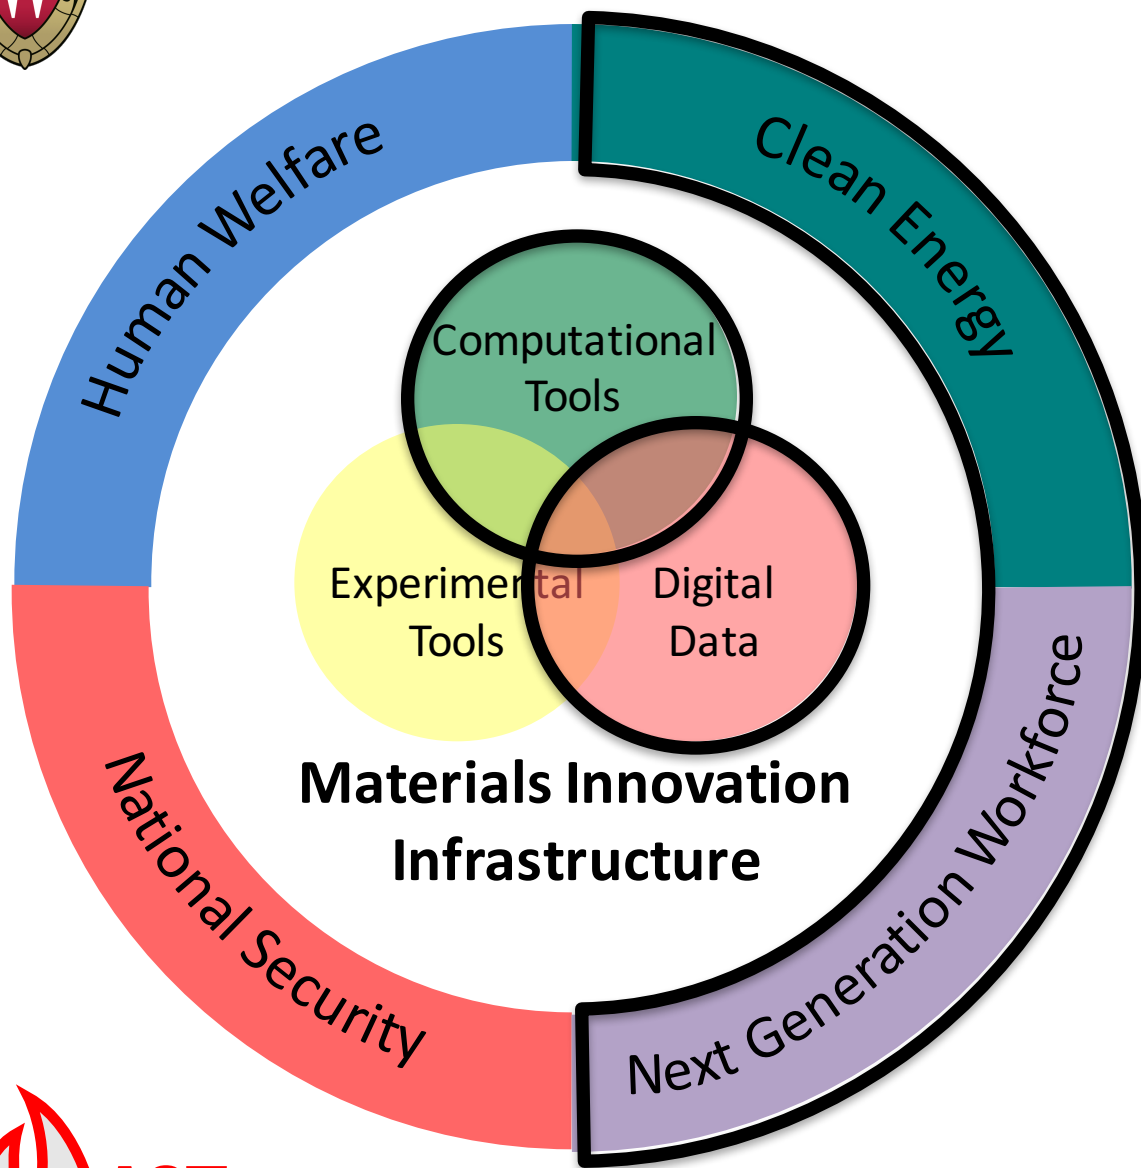 Human Welfare
Clean Energy
Computational
Tools
Experimental
Tools
Digital
Data
Materials Innovation
Infrastructure
National Security
Next Generation Workforce